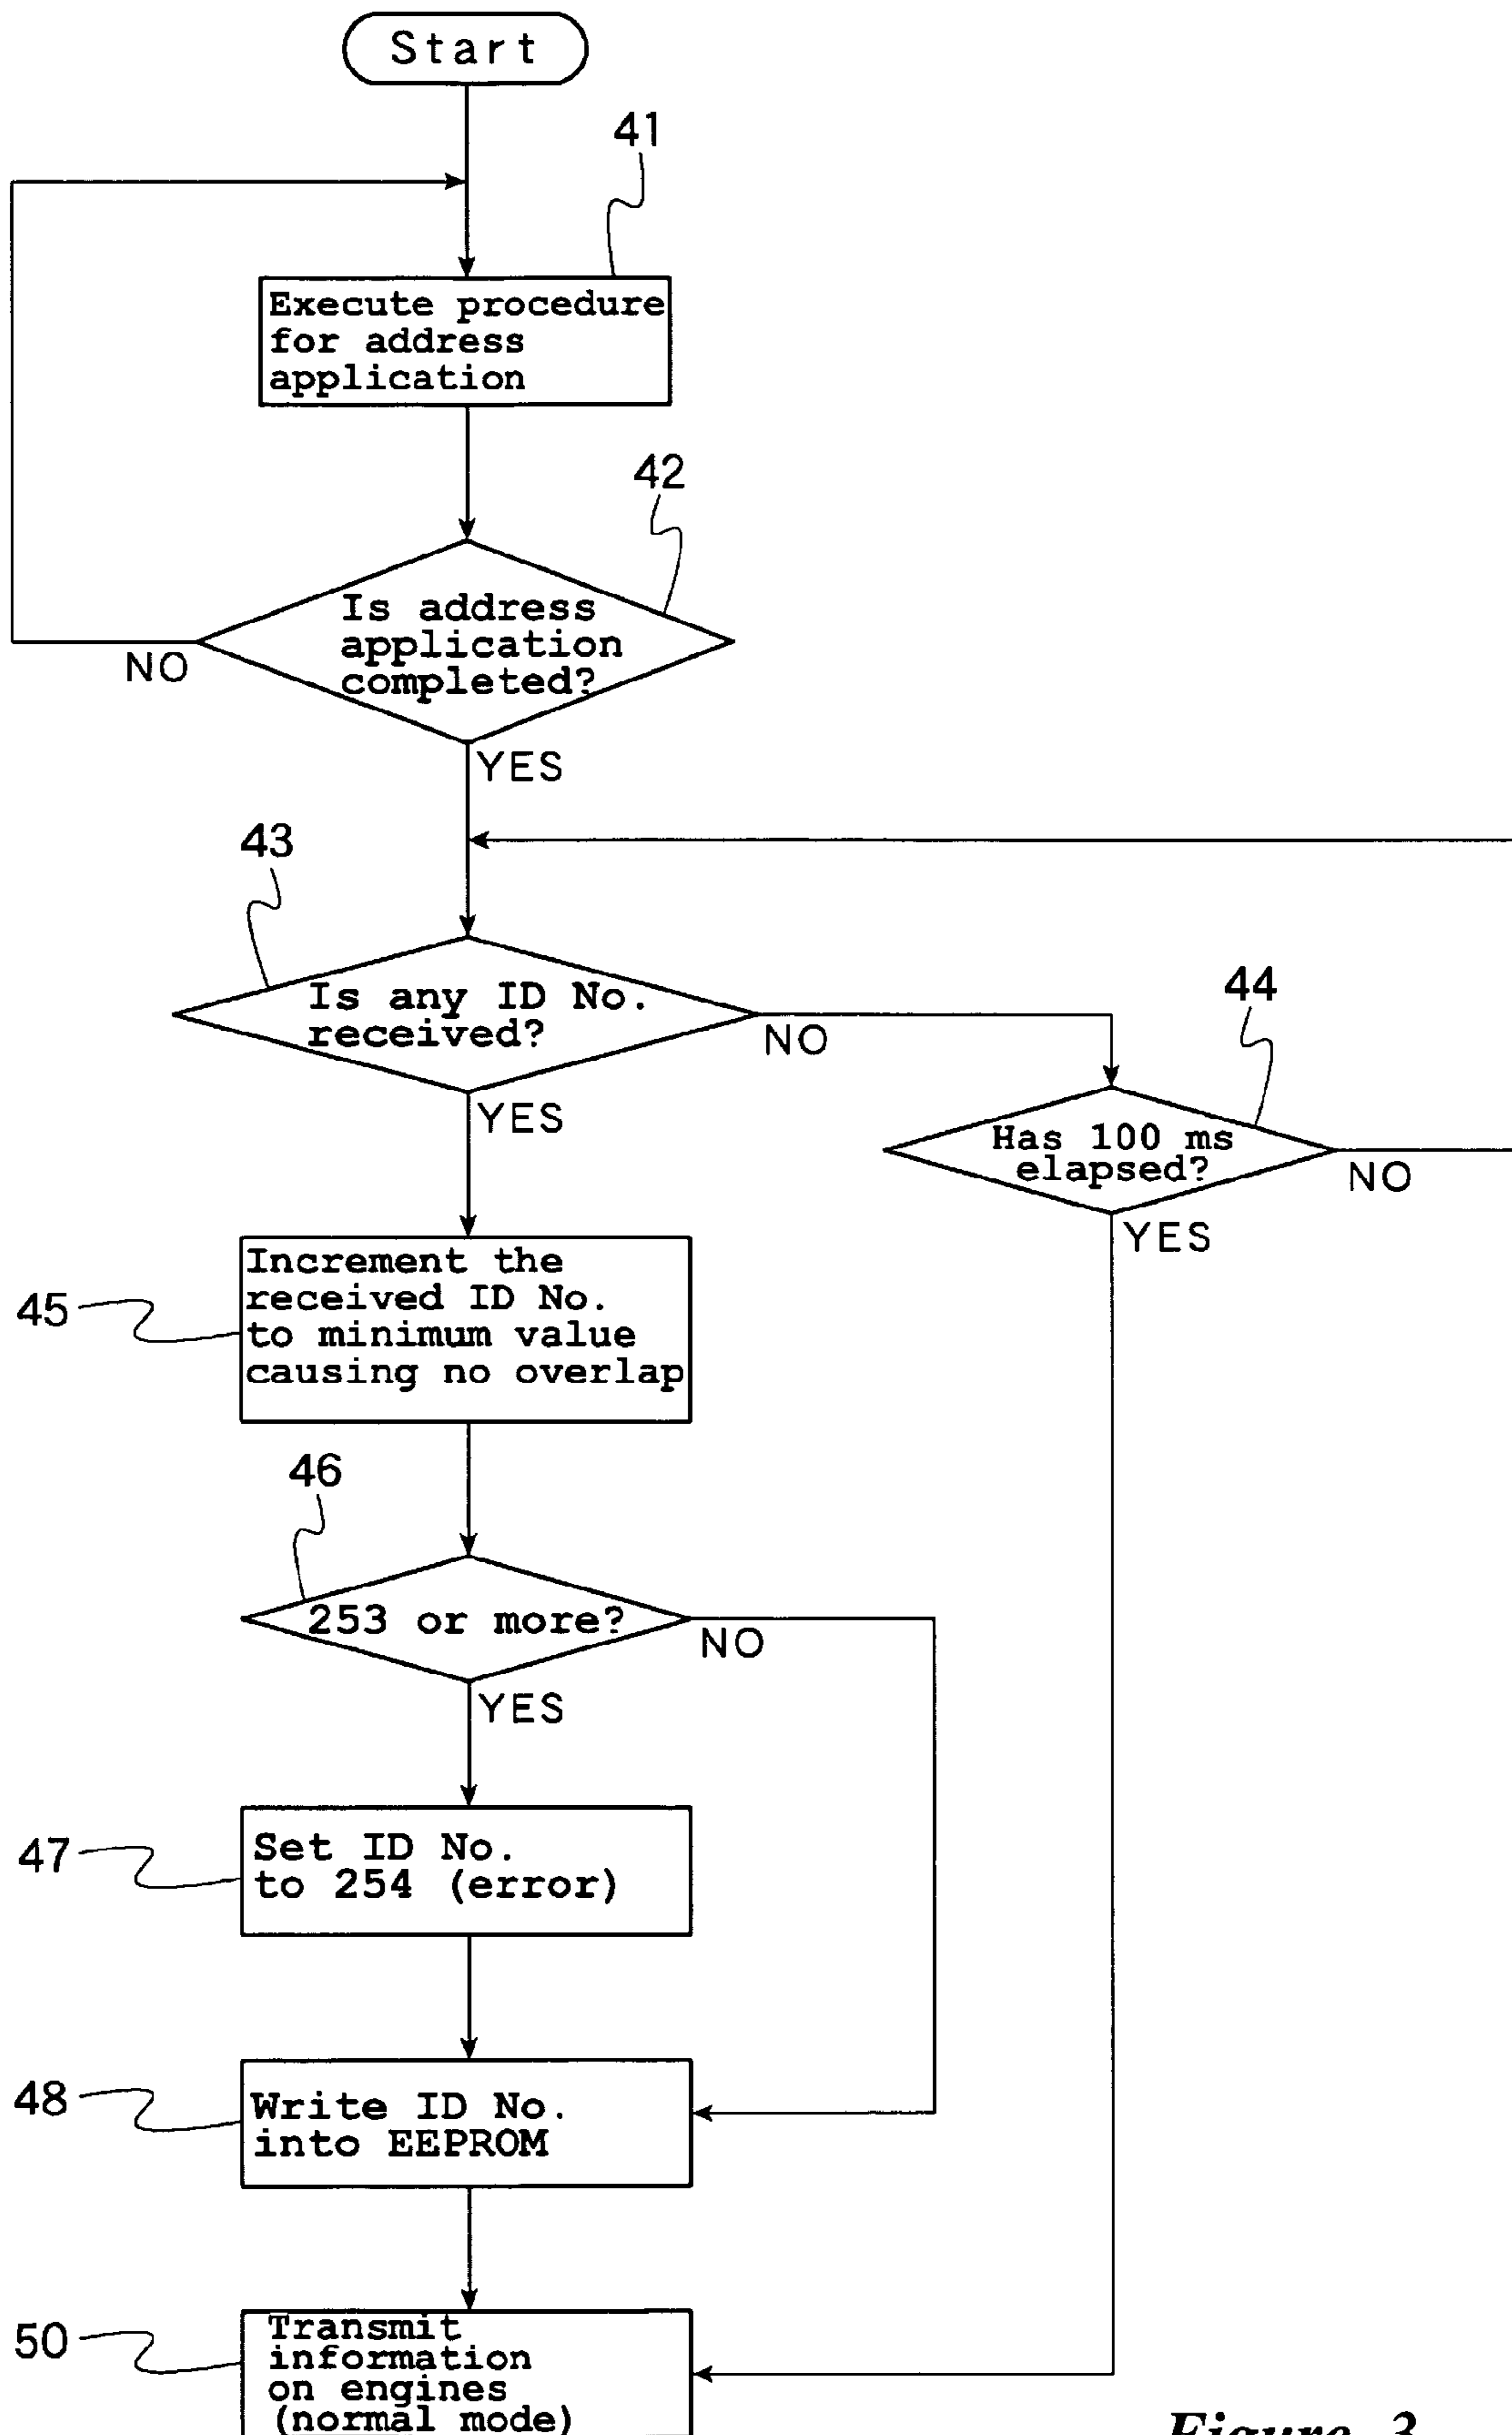 Start
41
Execute procedure
for address
application
42
Is address
application
completed?
NO
YES
43
Is any ID No.
received?
NO
YES
44
Has 100 ms
elapsed?
NO
YES
45
Increment the
received ID No.
to minimum value
causing no overlap
46
253 or more?
NO
YES
47
Set ID No.
to 254 (error)
48
Write ID No.
into EEPROM
50
Transmit
information
on engines
(normal mode)
Figure 3